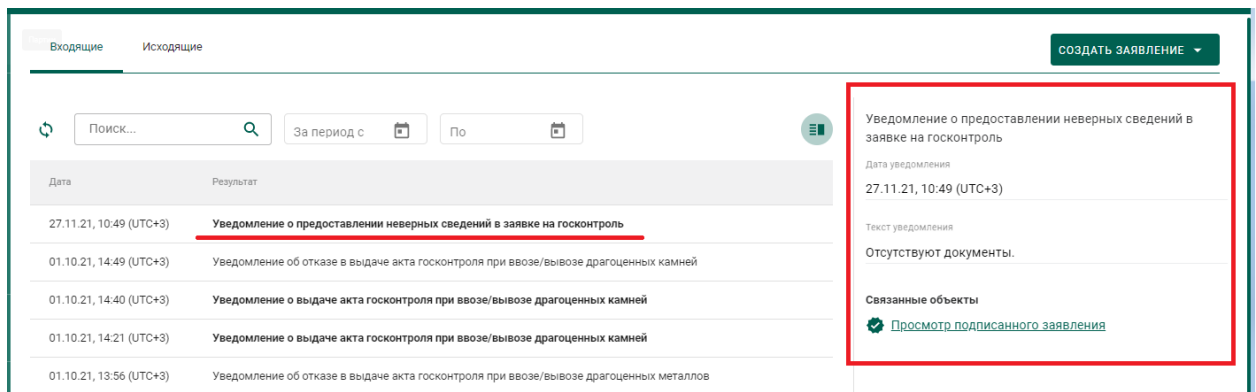 Входящие Исходящие СОЗДАТЬ ЗАЯВЛЕНИЕ
Поиск... За период с По
Дата Результат
27.11.21, 10:49 (UTC+3) Уведомление о предоставлении неверных сведений в заявке на госконтроль
01.10.21, 14:49 (UTC+3) Уведомление об отказе в выдаче акта госконтроля при ввозе/вывозе драгоценных камней
01.10.21, 14:40 (UTC+3) Уведомление о выдаче акта госконтроля при ввозе/вывозе драгоценных камней
01.10.21, 14:21 (UTC+3) Уведомление о выдаче акта госконтроля при ввозе/вывозе драгоценных камней
01.10.21, 13:56 (UTC+3) Уведомление об отказе в выдаче акта госконтроля при ввозе/вывозе драгоценных металлов
Уведомление о предоставлении неверных сведений в
заявке на госконтроль
Дата уведомления
27.11.21, 10:49 (UTC+3)
Текст уведомления
Отсутствуют документы.
Связанные объекты
Просмотр подписанного заявления